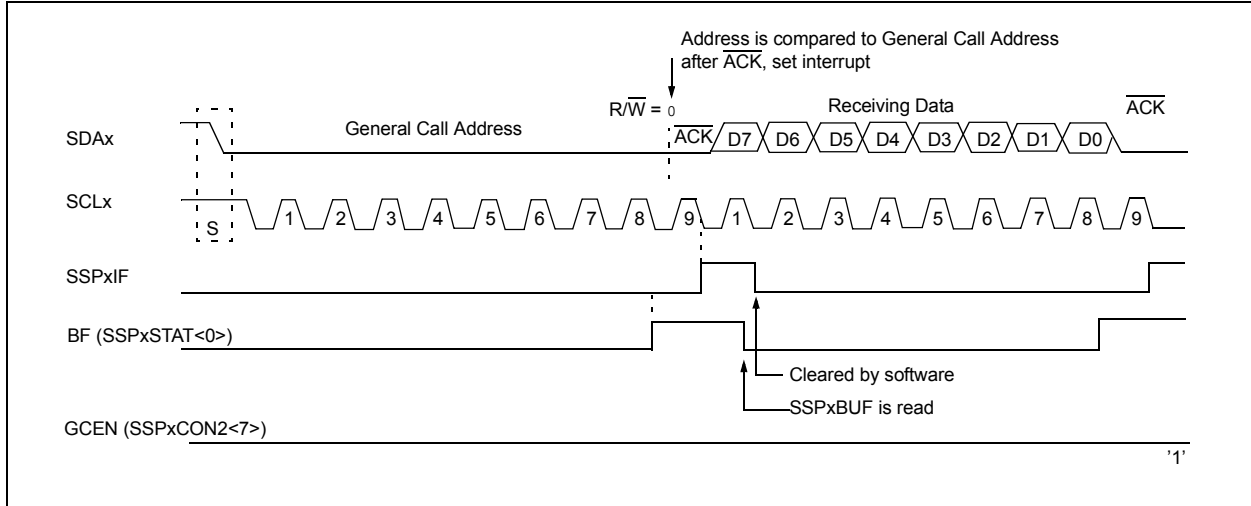 Address is compared to General Call Address
after ACK, set interrupt
R/W = 0
Receiving Data
ACK
SDAx
General Call Address
ACK D7 D6 D5 D4 D3 D2 D1 D0
SCLx
S
1 2 3 4 5 6 7 8 9 1 2 3 4 5 6 7 8 9
SSPxIF
BF (SSPxSTAT<0>)
Cleared by software
SSPxBUF is read
GCEN (SSPxCON2<7>)
'1'